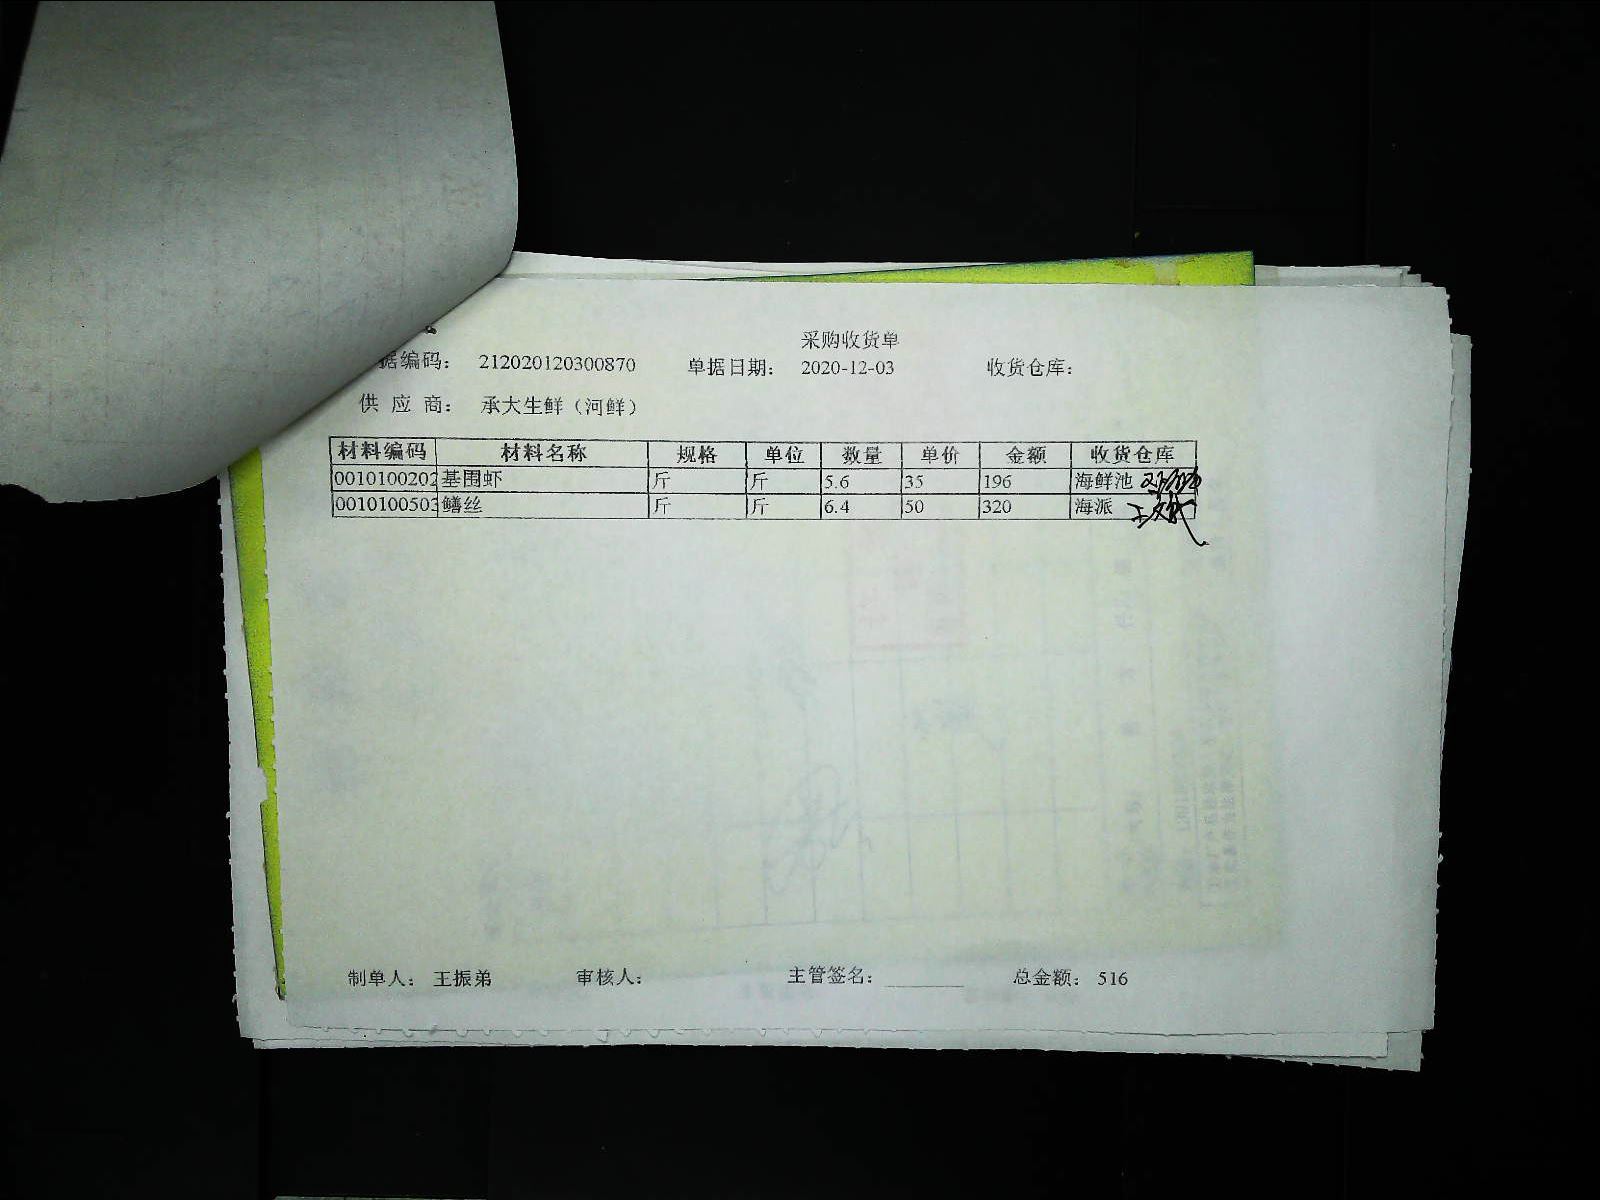 采购收货单
据编码： 212020120300870 单据日期： 2020-12-03 收货仓库：
供 应 商： 承大生鲜（河鲜）
材料编码 材料名称 规格 单位 数量 单价 金额 收货仓库
0010100202 基围虾 斤 斤 5.6 35 196 海鲜池
0010100503 鳝丝 斤 斤 6.4 50 320 海派
制单人： 王振弟 审核人： 主管签名： 总金额： 516